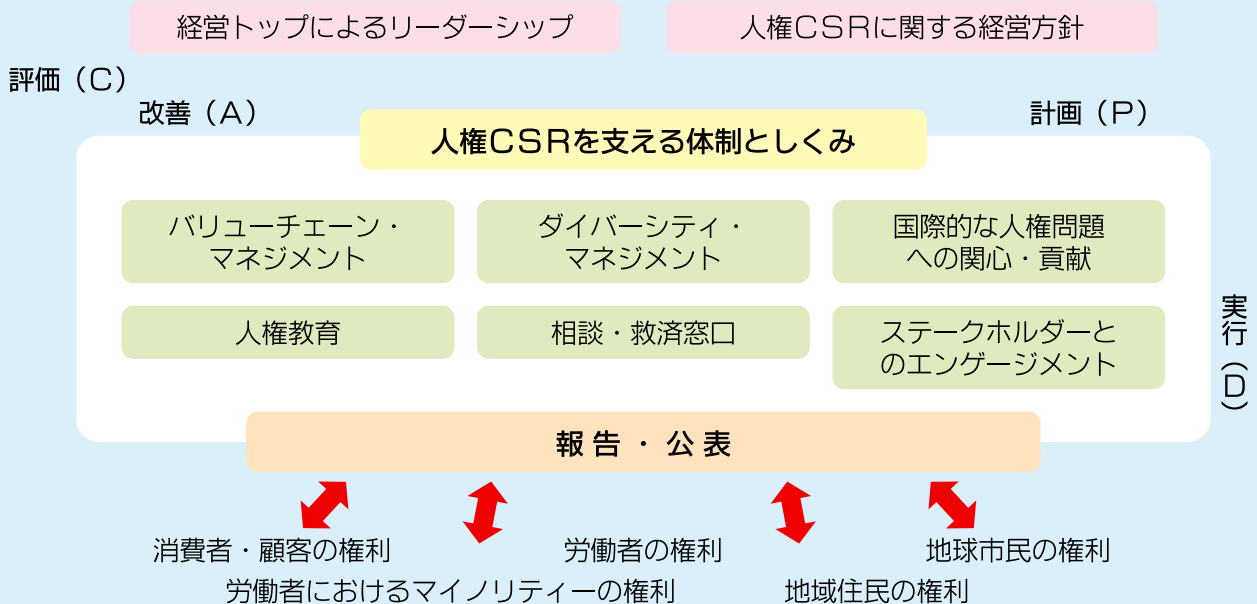 経営トップによるリーダーシップ
人権CSRに関する経営方針
評価（C）
改善（A）
計画（P）
人権CSRを支える体制としくみ
バリューチェーン・
マネジメント
ダイバーシティ・
マネジメント
国際的な人権問題
への関心・貢献
人権教育
相談・救済窓口
ステークホルダーと
のエンゲージメント
実行（D）
報告・公表
消費者・顧客の権利
労働者の権利
地球市民の権利
労働者におけるマイノリティーの権利
地域住民の権利